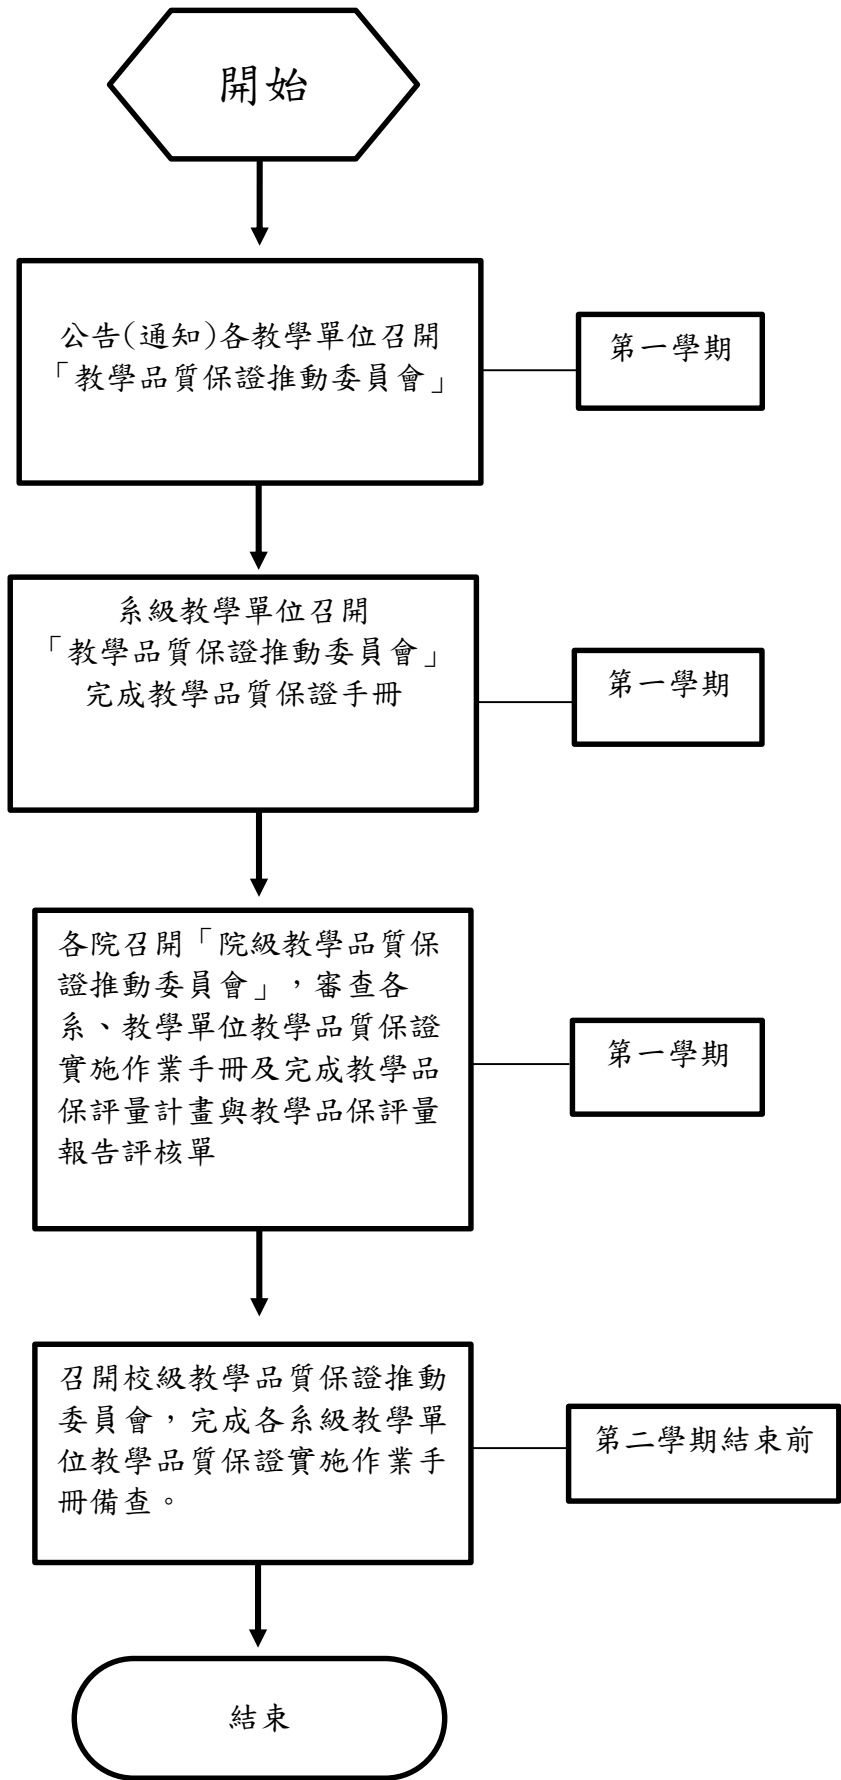 開始
公告(通知)各教學單位召開
「教學品質保證推動委員會」
第一學期
系級教學單位召開
「教學品質保證推動委員會」
完成教學品質保證手冊
第一學期
各院召開「院級教學品質保
證推動委員會」，審查各
系、教學單位教學品質保證
實施作業手冊及完成教學品
保評量計畫與教學品保評量
報告評核單
第一學期
召開校級教學品質保證推動
委員會，完成各系級教學單
位教學品質保證實施作業手
冊備查。
第二學期結束前
結束